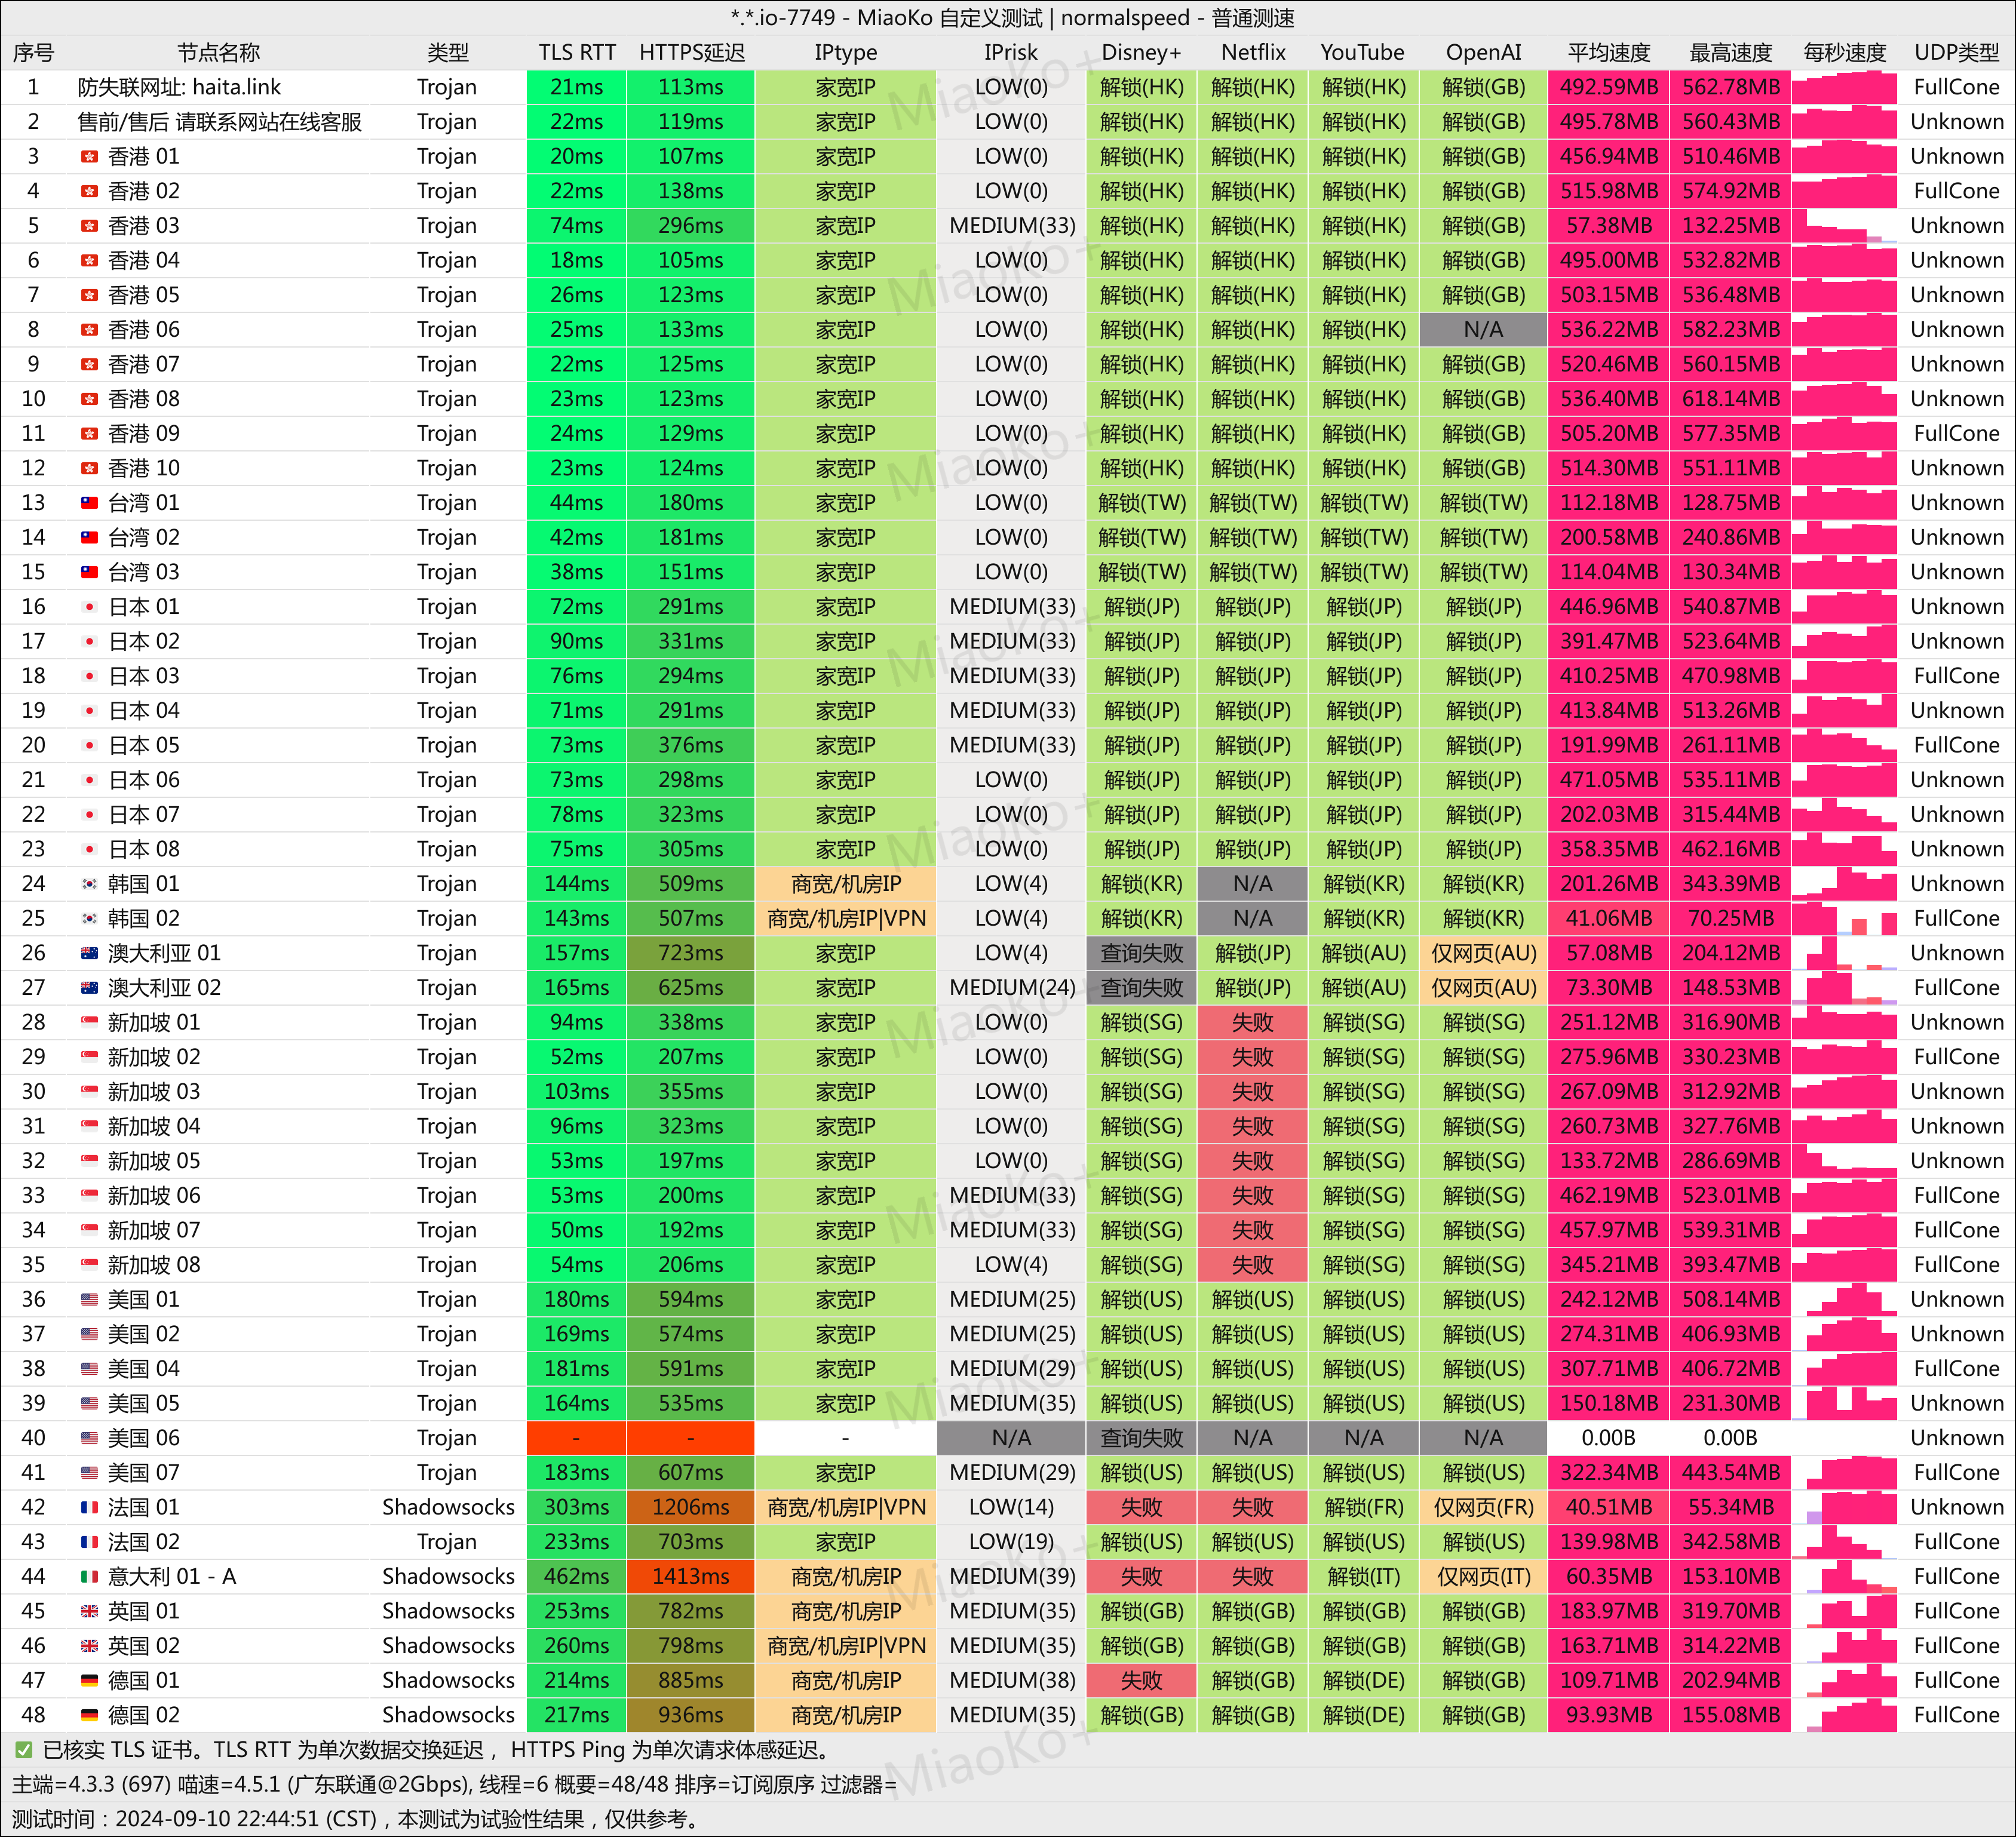 *.*.io-7749 - MiaoKo 自定义测试 | normalspeed - 普通测速
序号 节点名称 类型 TLS RTT HTTPS延迟 IPtype IPrisk Disney+ Netflix YouTube OpenAI 平均速度 最高速度 每秒速度 UDP类型
1 防失联网址: haita.link Trojan 21ms 113ms 家宽IP LOW(0) 解锁(HK) 解锁(HK) 解锁(HK) 解锁(GB) 492.59MB 562.78MB FullCone
2 售前/售后 请联系网站在线客服 Trojan 22ms 119ms 家宽IP LOW(0) 解锁(HK) 解锁(HK) 解锁(HK) 解锁(GB) 495.78MB 560.43MB Unknown
3 香港 01 Trojan 20ms 107ms 家宽IP LOW(0) 解锁(HK) 解锁(HK) 解锁(HK) 解锁(GB) 456.94MB 510.46MB Unknown
4 香港 02 Trojan 22ms 138ms 家宽IP LOW(0) 解锁(HK) 解锁(HK) 解锁(HK) 解锁(GB) 515.98MB 574.92MB FullCone
5 香港 03 Trojan 74ms 296ms 家宽IP MEDIUM(33) 解锁(HK) 解锁(HK) 解锁(HK) 解锁(GB) 57.38MB 132.25MB Unknown
6 香港 04 Trojan 18ms 105ms 家宽IP LOW(0) 解锁(HK) 解锁(HK) 解锁(HK) 解锁(GB) 495.00MB 532.82MB Unknown
7 香港 05 Trojan 26ms 123ms 家宽IP LOW(0) 解锁(HK) 解锁(HK) 解锁(HK) 解锁(GB) 503.15MB 536.48MB Unknown
8 香港 06 Trojan 25ms 133ms 家宽IP LOW(0) 解锁(HK) 解锁(HK) 解锁(HK) N/A 536.22MB 582.23MB Unknown
9 香港 07 Trojan 22ms 125ms 家宽IP LOW(0) 解锁(HK) 解锁(HK) 解锁(HK) 解锁(GB) 520.46MB 560.15MB Unknown
10 香港 08 Trojan 23ms 123ms 家宽IP LOW(0) 解锁(HK) 解锁(HK) 解锁(HK) 解锁(GB) 536.40MB 618.14MB Unknown
11 香港 09 Trojan 24ms 129ms 家宽IP LOW(0) 解锁(HK) 解锁(HK) 解锁(HK) 解锁(GB) 505.20MB 577.35MB FullCone
12 香港 10 Trojan 23ms 124ms 家宽IP LOW(0) 解锁(HK) 解锁(HK) 解锁(HK) 解锁(GB) 514.30MB 551.11MB Unknown
13 台湾 01 Trojan 44ms 180ms 家宽IP LOW(0) 解锁(TW) 解锁(TW) 解锁(TW) 解锁(TW) 112.18MB 128.75MB Unknown
14 台湾 02 Trojan 42ms 181ms 家宽IP LOW(0) 解锁(TW) 解锁(TW) 解锁(TW) 解锁(TW) 200.58MB 240.86MB Unknown
15 台湾 03 Trojan 38ms 151ms 家宽IP LOW(0) 解锁(TW) 解锁(TW) 解锁(TW) 解锁(TW) 114.04MB 130.34MB Unknown
16 日本 01 Trojan 72ms 291ms 家宽IP MEDIUM(33) 解锁(JP) 解锁(JP) 解锁(JP) 解锁(JP) 446.96MB 540.87MB Unknown
17 日本 02 Trojan 90ms 331ms 家宽IP MEDIUM(33) 解锁(JP) 解锁(JP) 解锁(JP) 解锁(JP) 391.47MB 523.64MB Unknown
18 日本 03 Trojan 76ms 294ms 家宽IP MEDIUM(33) 解锁(JP) 解锁(JP) 解锁(JP) 解锁(JP) 410.25MB 470.98MB FullCone
19 日本 04 Trojan 71ms 291ms 家宽IP MEDIUM(33) 解锁(JP) 解锁(JP) 解锁(JP) 解锁(JP) 413.84MB 513.26MB Unknown
20 日本 05 Trojan 73ms 376ms 家宽IP MEDIUM(33) 解锁(JP) 解锁(JP) 解锁(JP) 解锁(JP) 191.99MB 261.11MB FullCone
21 日本 06 Trojan 73ms 298ms 家宽IP LOW(0) 解锁(JP) 解锁(JP) 解锁(JP) 解锁(JP) 471.05MB 535.11MB Unknown
22 日本 07 Trojan 78ms 323ms 家宽IP LOW(0) 解锁(JP) 解锁(JP) 解锁(JP) 解锁(JP) 202.03MB 315.44MB Unknown
23 日本 08 Trojan 75ms 305ms 家宽IP LOW(0) 解锁(JP) 解锁(JP) 解锁(JP) 解锁(JP) 358.35MB 462.16MB Unknown
24 韩国 01 Trojan 144ms 509ms 商宽/机房IP LOW(4) 解锁(KR) N/A 解锁(KR) 解锁(KR) 201.26MB 343.39MB Unknown
25 韩国 02 Trojan 143ms 507ms 商宽/机房IP|VPN LOW(4) 解锁(KR) N/A 解锁(KR) 解锁(KR) 41.06MB 70.25MB FullCone
26 澳大利亚 01 Trojan 157ms 723ms 家宽IP LOW(4) 查询失败 解锁(JP) 解锁(AU) 仅网页(AU) 57.08MB 204.12MB Unknown
27 澳大利亚 02 Trojan 165ms 625ms 家宽IP MEDIUM(24) 查询失败 解锁(JP) 解锁(AU) 仅网页(AU) 73.30MB 148.53MB FullCone
28 新加坡 01 Trojan 94ms 338ms 家宽IP LOW(0) 解锁(SG) 失败 解锁(SG) 解锁(SG) 251.12MB 316.90MB Unknown
29 新加坡 02 Trojan 52ms 207ms 家宽IP LOW(0) 解锁(SG) 失败 解锁(SG) 解锁(SG) 275.96MB 330.23MB FullCone
30 新加坡 03 Trojan 103ms 355ms 家宽IP LOW(0) 解锁(SG) 失败 解锁(SG) 解锁(SG) 267.09MB 312.92MB Unknown
31 新加坡 04 Trojan 96ms 323ms 家宽IP LOW(0) 解锁(SG) 失败 解锁(SG) 解锁(SG) 260.73MB 327.76MB Unknown
32 新加坡 05 Trojan 53ms 197ms 家宽IP LOW(0) 解锁(SG) 失败 解锁(SG) 解锁(SG) 133.72MB 286.69MB Unknown
33 新加坡 06 Trojan 53ms 200ms 家宽IP MEDIUM(33) 解锁(SG) 失败 解锁(SG) 解锁(SG) 462.19MB 523.01MB FullCone
34 新加坡 07 Trojan 50ms 192ms 家宽IP MEDIUM(33) 解锁(SG) 失败 解锁(SG) 解锁(SG) 457.97MB 539.31MB FullCone
35 新加坡 08 Trojan 54ms 206ms 家宽IP LOW(4) 解锁(SG) 失败 解锁(SG) 解锁(SG) 345.21MB 393.47MB FullCone
36 美国 01 Trojan 180ms 594ms 家宽IP MEDIUM(25) 解锁(US) 解锁(US) 解锁(US) 解锁(US) 242.12MB 508.14MB Unknown
37 美国 02 Trojan 169ms 574ms 家宽IP MEDIUM(25) 解锁(US) 解锁(US) 解锁(US) 解锁(US) 274.31MB 406.93MB Unknown
38 美国 04 Trojan 181ms 591ms 家宽IP MEDIUM(29) 解锁(US) 解锁(US) 解锁(US) 解锁(US) 307.71MB 406.72MB FullCone
39 美国 05 Trojan 164ms 535ms 家宽IP MEDIUM(35) 解锁(US) 解锁(US) 解锁(US) 解锁(US) 150.18MB 231.30MB Unknown
40 美国 06 Trojan - - - N/A 查询失败 N/A N/A N/A 0.00B 0.00B Unknown
41 美国 07 Trojan 183ms 607ms 家宽IP MEDIUM(29) 解锁(US) 解锁(US) 解锁(US) 解锁(US) 322.34MB 443.54MB FullCone
42 法国 01 Shadowsocks 303ms 1206ms 商宽/机房IP|VPN LOW(14) 失败 失败 解锁(FR) 仅网页(FR) 40.51MB 55.34MB Unknown
43 法国 02 Trojan 233ms 703ms 家宽IP LOW(19) 解锁(US) 解锁(US) 解锁(US) 解锁(US) 139.98MB 342.58MB FullCone
44 意大利 01 - A Shadowsocks 462ms 1413ms 商宽/机房IP MEDIUM(39) 失败 失败 解锁(IT) 仅网页(IT) 60.35MB 153.10MB FullCone
45 英国 01 Shadowsocks 253ms 782ms 商宽/机房IP MEDIUM(35) 解锁(GB) 解锁(GB) 解锁(GB) 解锁(GB) 183.97MB 319.70MB FullCone
46 英国 02 Shadowsocks 260ms 798ms 商宽/机房IP|VPN MEDIUM(35) 解锁(GB) 解锁(GB) 解锁(GB) 解锁(GB) 163.71MB 314.22MB FullCone
47 德国 01 Shadowsocks 214ms 885ms 商宽/机房IP MEDIUM(38) 失败 解锁(GB) 解锁(DE) 解锁(GB) 109.71MB 202.94MB FullCone
48 德国 02 Shadowsocks 217ms 936ms 商宽/机房IP MEDIUM(35) 解锁(GB) 解锁(GB) 解锁(DE) 解锁(GB) 93.93MB 155.08MB FullCone
✅ 已核实 TLS 证书。TLS RTT 为单次数据交换延迟， HTTPS Ping 为单次请求体感延迟。
主端=4.3.3 (697) 喵速=4.5.1 (广东联通@2Gbps), 线程=6 概要=48/48 排序=订阅原序 过滤器=
测试时间：2024-09-10 22:44:51 (CST)，本测试为试验性结果，仅供参考。
MiaoKo+
MiaoKo+
MiaoKo+
MiaoKo+
MiaoKo+
MiaoKo+
MiaoKo+
MiaoKo+
MiaoKo+
MiaoKo+